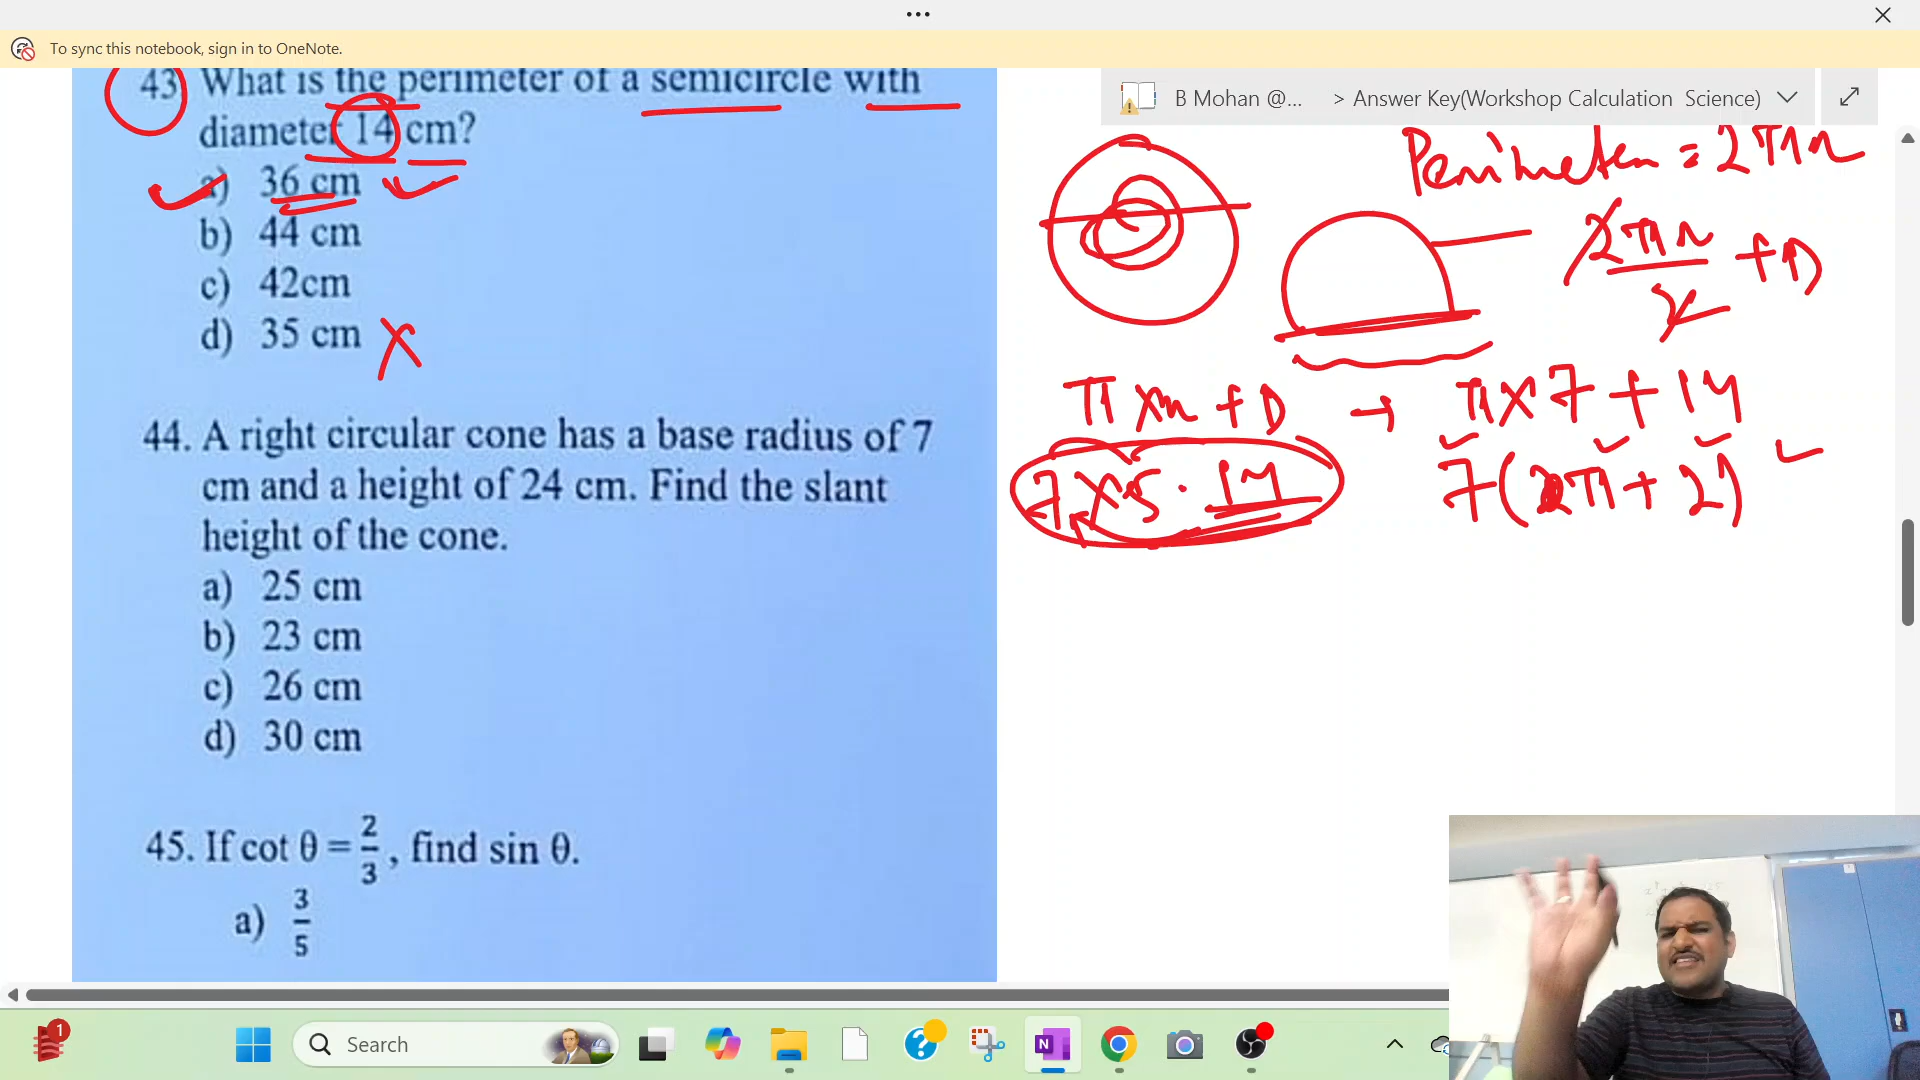 To sync this notebook, sign in to OneNote.
43 What is the perimeter of a semicircle with
diameter 14 cm?
a) 36 cm
b) 44 cm
c) 42cm
d) 35 cm
44. A right circular cone has a base radius of 7
cm and a height of 24 cm. Find the slant
height of the cone.
a) 25 cm
b) 23 cm
c) 26 cm
d) 30 cm
45. If cot θ = 2/3, find sin θ.
a) 3/5
B Mohan @... > Answer Key(Workshop Calculation Science)
Perimeter = 2πr
2πr/2 + D
π x r + D → π x 7 + 14
7 x 5.14
7(π + 2)
1
Search
N